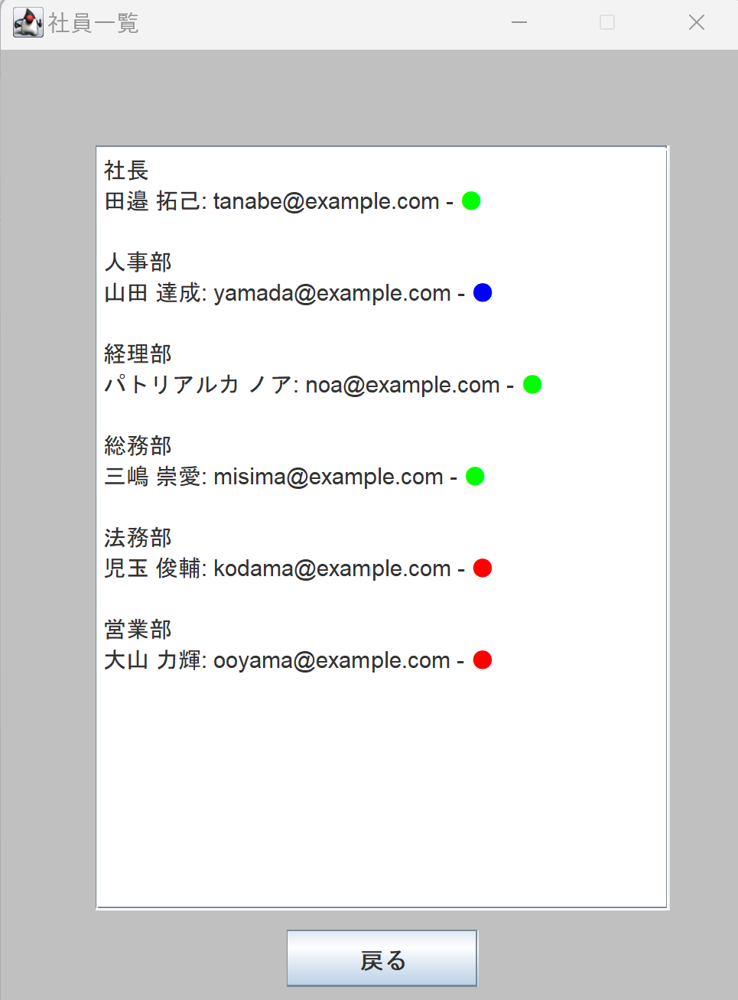 社員一覧
社長
田邉 拓己: tanabe@example.com - ●
人事部
山田 達成: yamada@example.com - ●
経理部
パトリアルカ ノア: noa@example.com - ●
総務部
三嶋 崇愛: misima@example.com - ●
法務部
児玉 俊輔: kodama@example.com - ●
営業部
大山 力輝: ooyama@example.com - ●
戻る